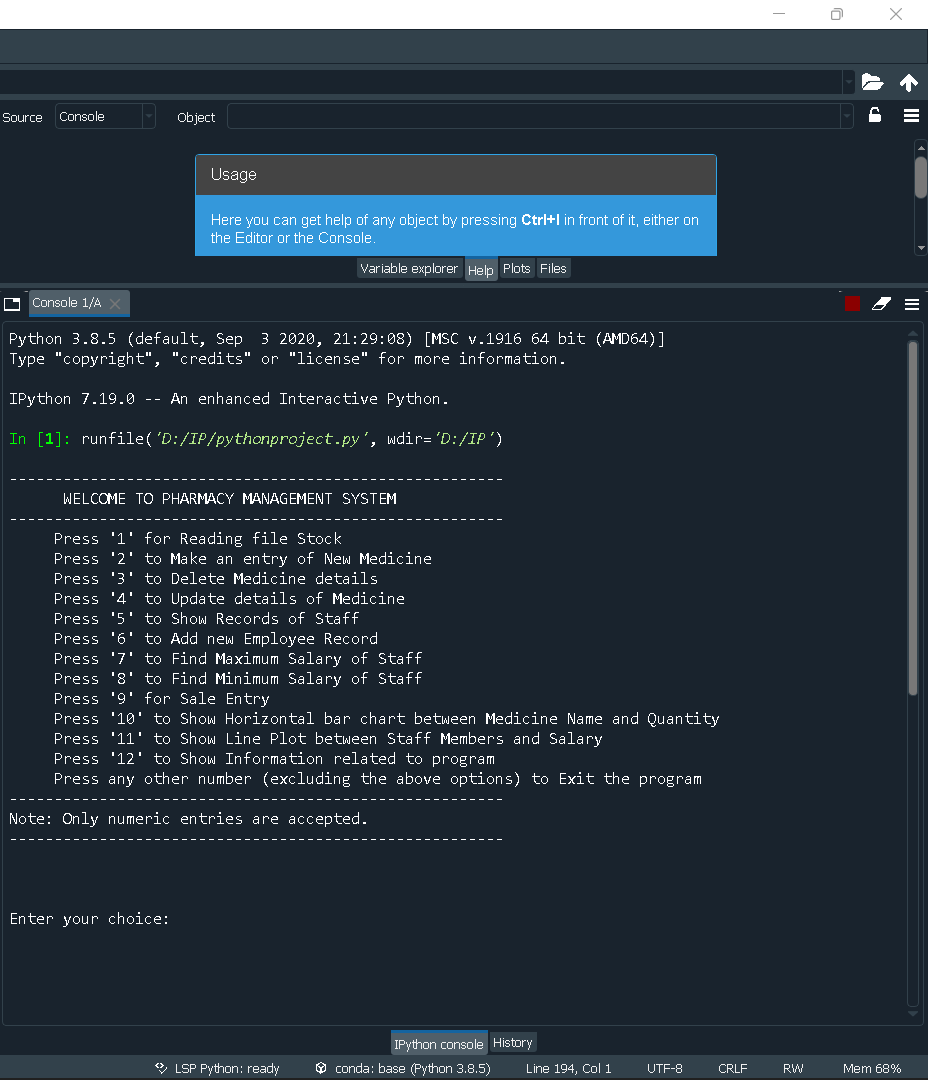 Source Console Object
Usage
Here you can get help of any object by pressing Ctrl+I in front of it, either on
the Editor or the Console.
Variable explorer Help Plots Files
Console 1/A
Python 3.8.5 (default, Sep  3 2020, 21:29:08) [MSC v.1916 64 bit (AMD64)]
Type "copyright", "credits" or "license" for more information.
IPython 7.19.0 -- An enhanced Interactive Python.
In [1]: runfile('D:/IP/pythonproject.py', wdir='D:/IP')
-------------------------------------------------------
WELCOME TO PHARMACY MANAGEMENT SYSTEM
-------------------------------------------------------
Press '1' for Reading file Stock
Press '2' to Make an entry of New Medicine
Press '3' to Delete Medicine details
Press '4' to Update details of Medicine
Press '5' to Show Records of Staff
Press '6' to Add new Employee Record
Press '7' to Find Maximum Salary of Staff
Press '8' to Find Minimum Salary of Staff
Press '9' for Sale Entry
Press '10' to Show Horizontal bar chart between Medicine Name and Quantity
Press '11' to Show Line Plot between Staff Members and Salary
Press '12' to Show Information related to program
Press any other number (excluding the above options) to Exit the program
-------------------------------------------------------
Note: Only numeric entries are accepted.
-------------------------------------------------------
Enter your choice:
IPython console History
LSP Python: ready conda: base (Python 3.8.5) Line 194, Col 1 UTF-8 CRLF RW Mem 68%